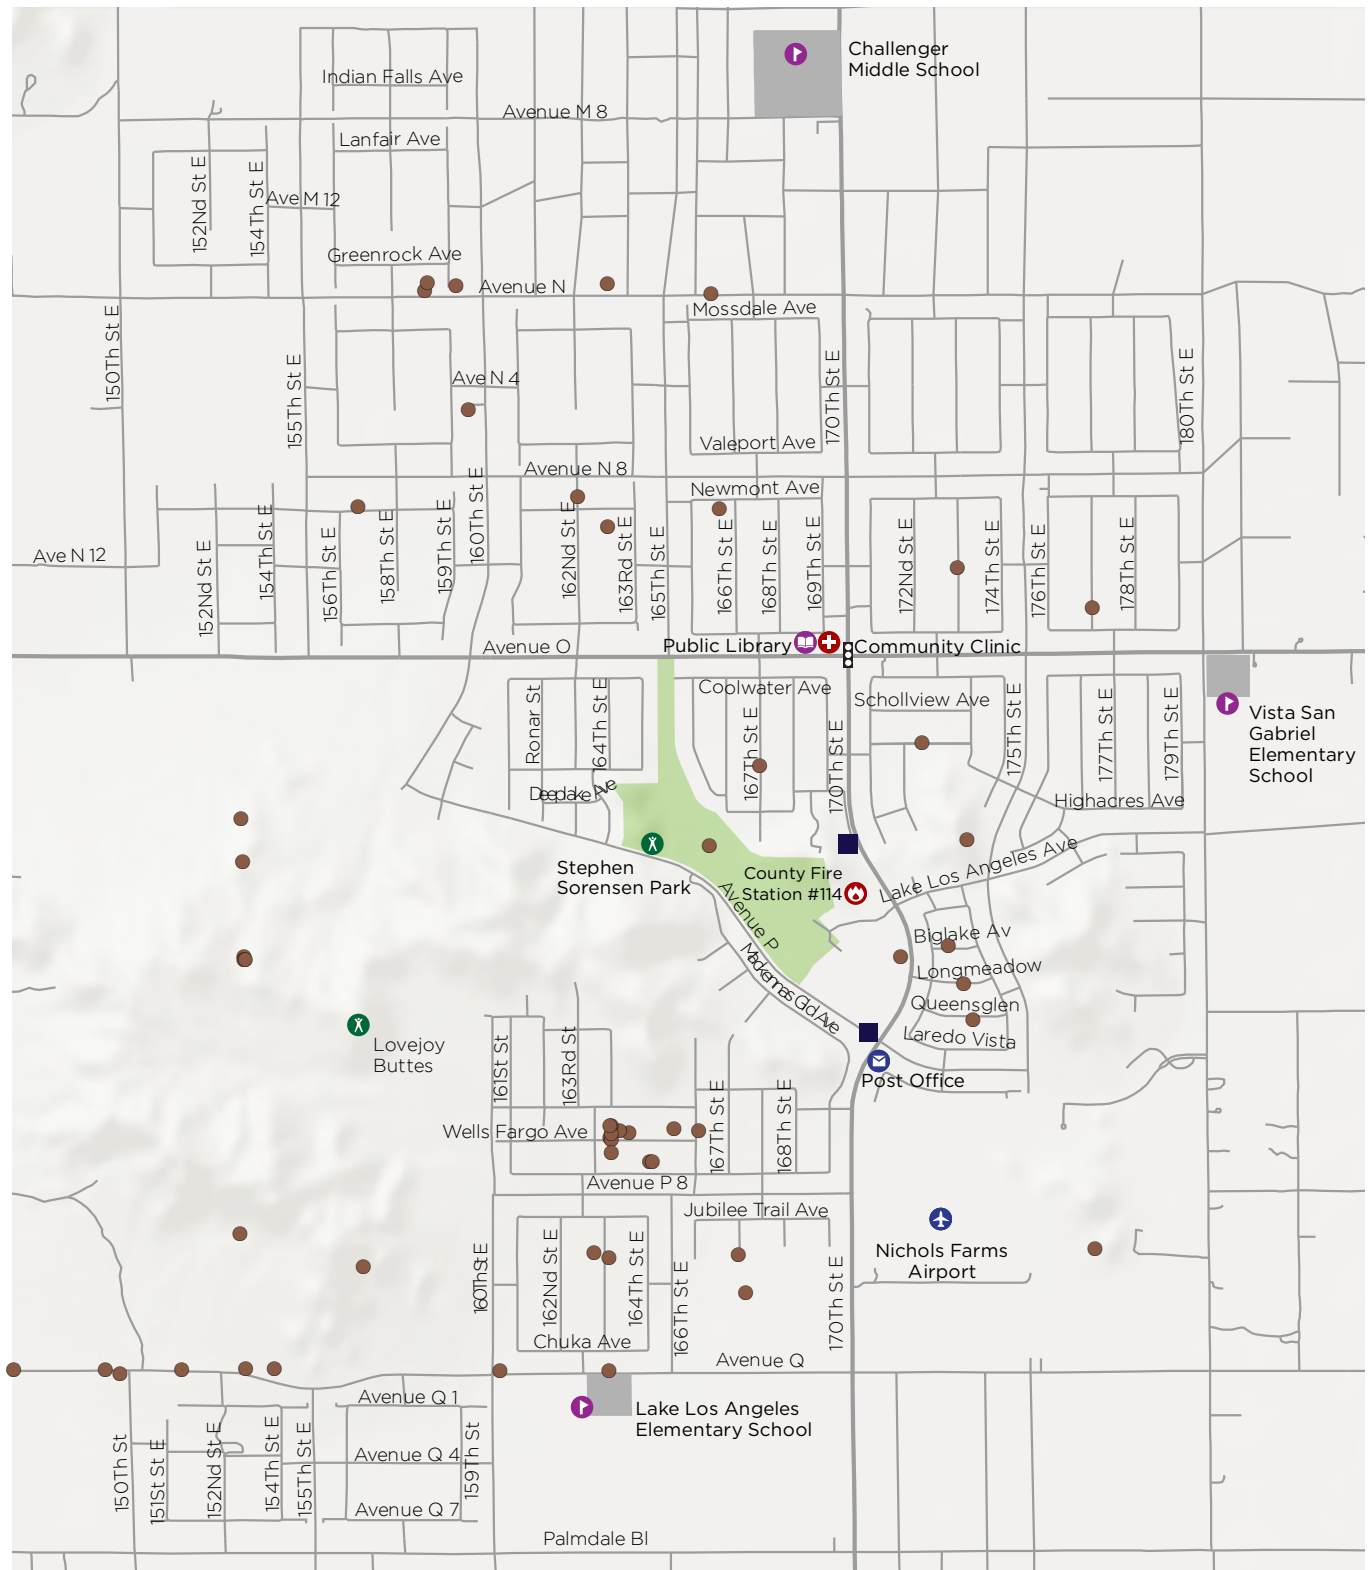 Challenger
Middle School
Indian Falls Ave
Avenue M 8
Lanfair Ave
152Nd St E
154Th St E
Ave M 12
Greenrock Ave
Avenue N
Mossdale Ave
150Th St E
155Th St E
Ave N 4
170Th St E
180Th St E
Valeport Ave
Avenue N 8
Newmont Ave
160Th St E
Ave N 12
152Nd St E
154Th St E
156Th St E
158Th St E
159Th St E
162Nd St E
163Rd St E
165Th St E
166Th St E
168Th St E
169Th St E
172Nd St E
174Th St E
176Th St E
178Th St E
Avenue O
Public Library
Community Clinic
Coolwater Ave
Schollview Ave
Ronar St
164Th St E
167Th St E
170Th St E
175Th St E
177Th St E
179Th St E
Vista San
Gabriel
Elementary
School
Deeplake Ave
Highacres Ave
Stephen
Sorensen Park
County Fire
Station #114
Lake Los Angeles Ave
Avenue P
Mackennas Gld Ave
Biglake Av
Longmeadow
Queensglen
Laredo Vista
Lovejoy
Buttes
161St St
163Rd St
Post Office
Wells Fargo Ave
167Th St E
168Th St E
Avenue P 8
Jubilee Trail Ave
Nichols Farms
Airport
160Th St E
162Nd St E
164Th St E
166Th St E
170Th St E
Chuka Ave
Avenue Q
Avenue Q 1
Lake Los Angeles
Elementary School
150Th St
151St St E
152Nd St E
154Th St E
155Th St E
Avenue Q 4
159Th St
Avenue Q 7
Palmdale Bl